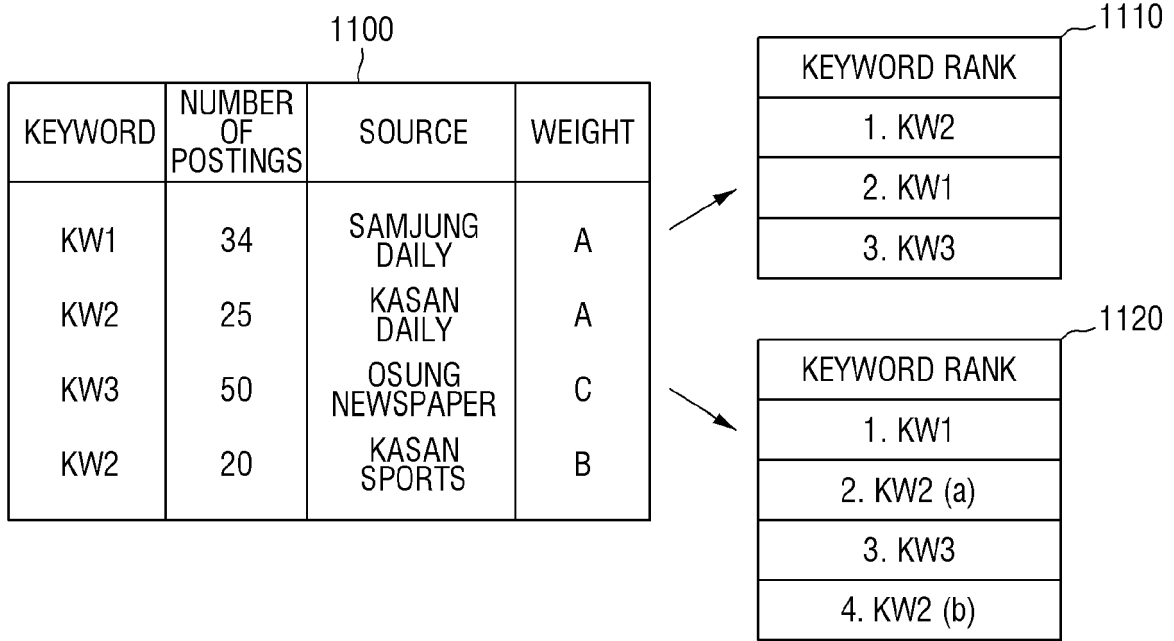 1100
KEYWORD
NUMBER
OF
POSTINGS
SOURCE
WEIGHT
KW1
34
SAMJUNG
DAILY
A
KW2
25
KASAN
DAILY
A
KW3
50
OSUNG
NEWSPAPER
C
KW2
20
KASAN
SPORTS
B
1110
KEYWORD RANK
1. KW2
2. KW1
3. KW3
1120
KEYWORD RANK
1. KW1
2. KW2 (a)
3. KW3
4. KW2 (b)